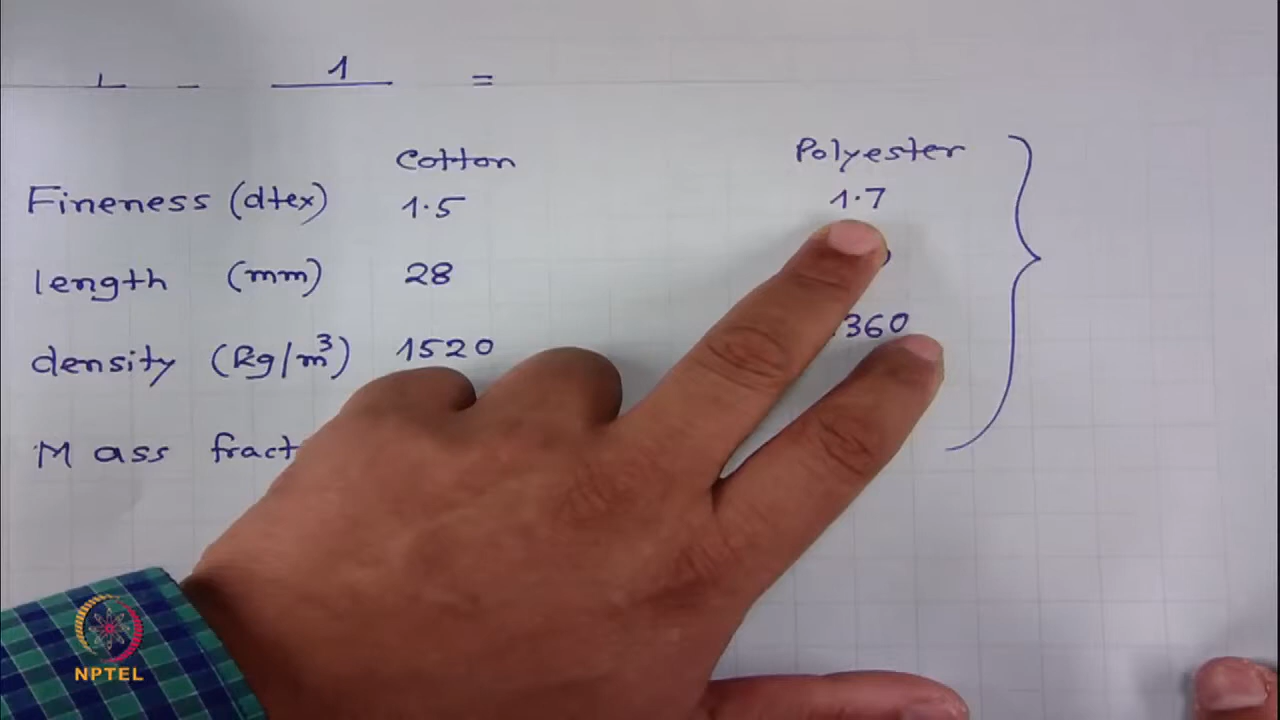 1 - 1 =
Cotton Polyester
Fineness (dtex) 1.5 1.7
length (mm) 28
density (Kg/m³) 1520 360
Mass fract
NPTEL